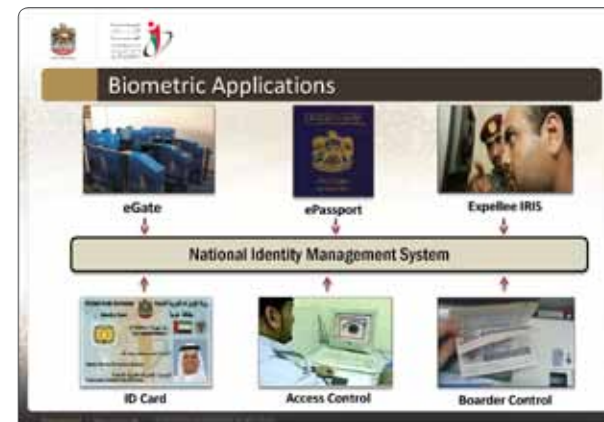 Biometric Applications
eGate
ePassport
Expellee IRIS
National Identity Management System
ID Card
Access Control
Boarder Control